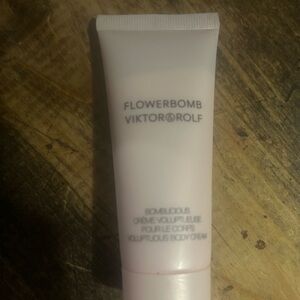 FLOWERBOMB
VIKTOR&ROLF
BOMBLICIOUS
CRÈME VOLUPTUEUSE
POUR LE CORPS
VOLUPTUOUS BODY CREAM